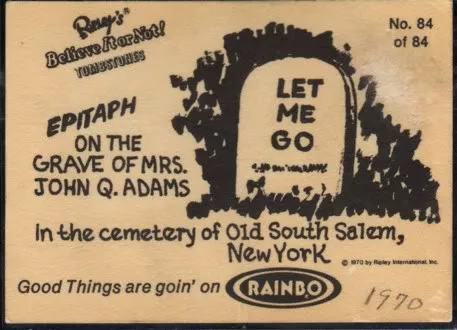 Ripley's®
Believe It or Not!
TOMBSTONES
No. 84
of 84
EPITAPH
ON THE
GRAVE OF MRS.
JOHN Q. ADAMS
LET
ME
GO
In the cemetery of Old South Salem,
New York
© 1970 by Ripley International, Inc.
Good Things are goin' on
RAINBO
1970